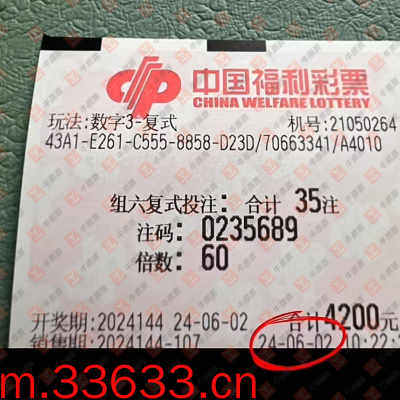 中国福利彩票
CHINA WELFARE LOTTERY
玩法:数字3-复式 机号:21050264
43A1-E261-C555-8858-D23D/70663341/A4010
组六复式投注: 合计 35注
注码: 0235689
倍数: 60
开奖期:2024144 24-06-02 合计4200元
销售期:2024144-107 24-06-02 10:22:
m.33633.cn